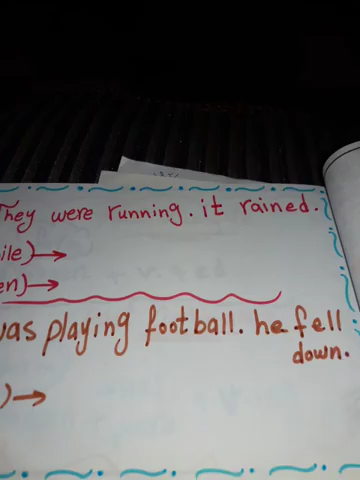 They were running. it rained.
ile)→
en)→
was playing football. he fell
down.
)→